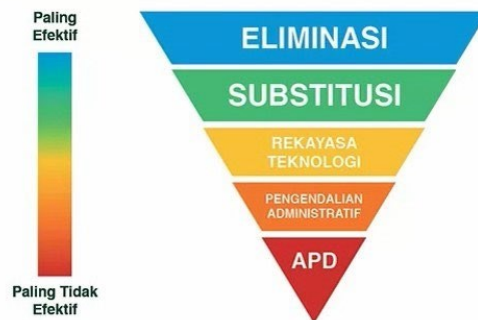 Paling
Efektif
ELIMINASI
SUBSTITUSI
REKAYASA
TEKNOLOGI
PENGENDALIAN
ADMINISTRATIF
APD
Paling Tidak
Efektif